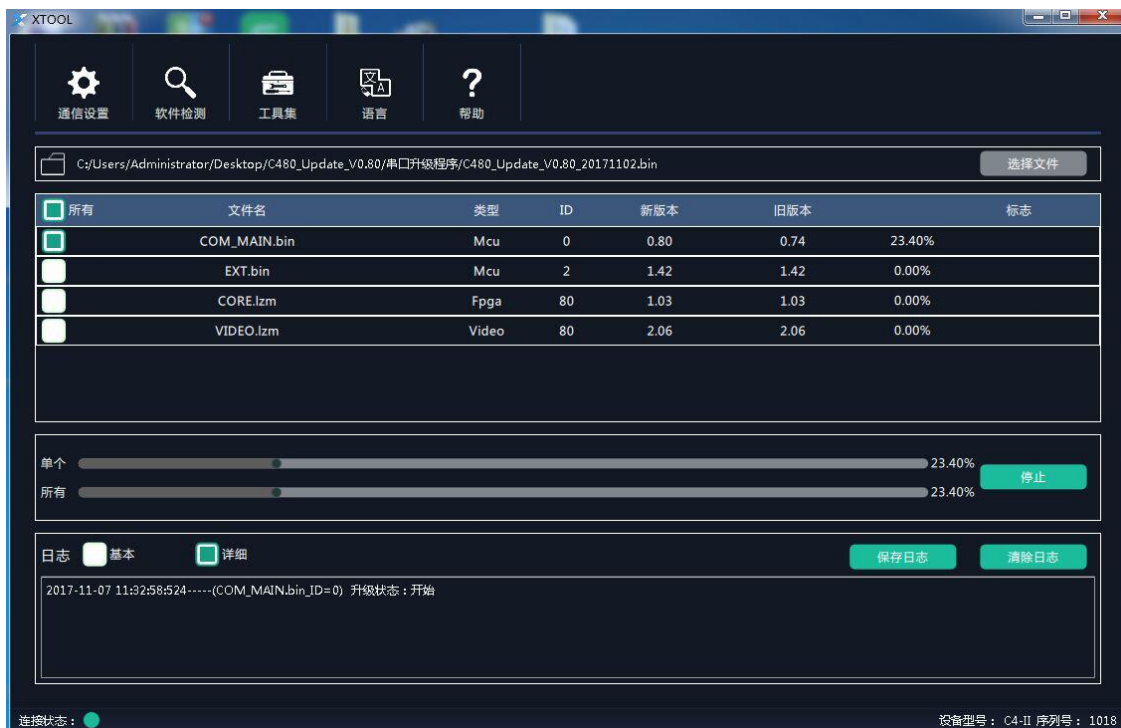 XTOOL
通信设置 软件检测 工具集 语言 帮助
C:/Users/Administrator/Desktop/C480_Update_V0.80/串口升级程序/C480_Update_V0.80_20171102.bin 选择文件
所有 文件名 类型 ID 新版本 旧版本 标志
COM_MAIN.bin Mcu 0 0.80 0.74 23.40%
EXT.bin Mcu 2 1.42 1.42 0.00%
CORE.lzm Fpga 80 1.03 1.03 0.00%
VIDEO.lzm Video 80 2.06 2.06 0.00%
单个 23.40%
停止
所有 23.40%
日志 基本 详细 保存日志 清除日志
2017-11-07 11:32:58:524-----(COM_MAIN.bin_ID=0) 升级状态：开始
连接状态： 设备型号： C4-II 序列号： 1018